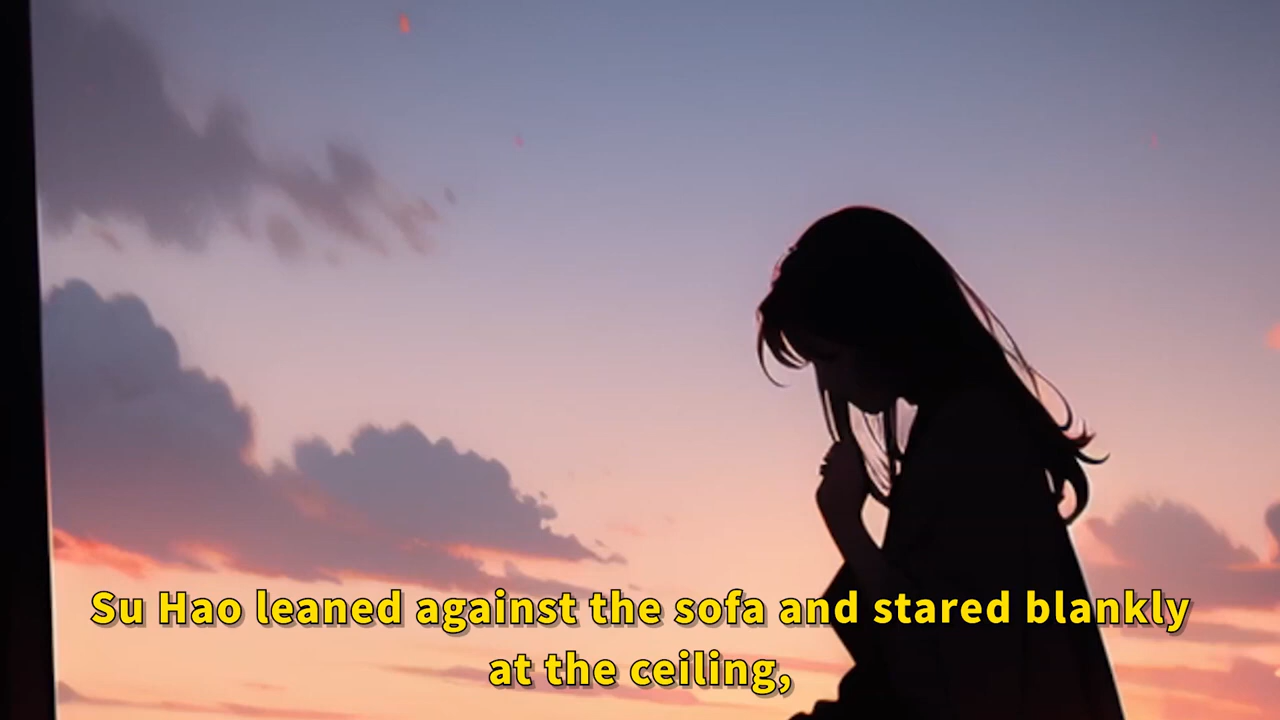 Su Hao leaned against the sofa and stared blankly
at the ceiling,